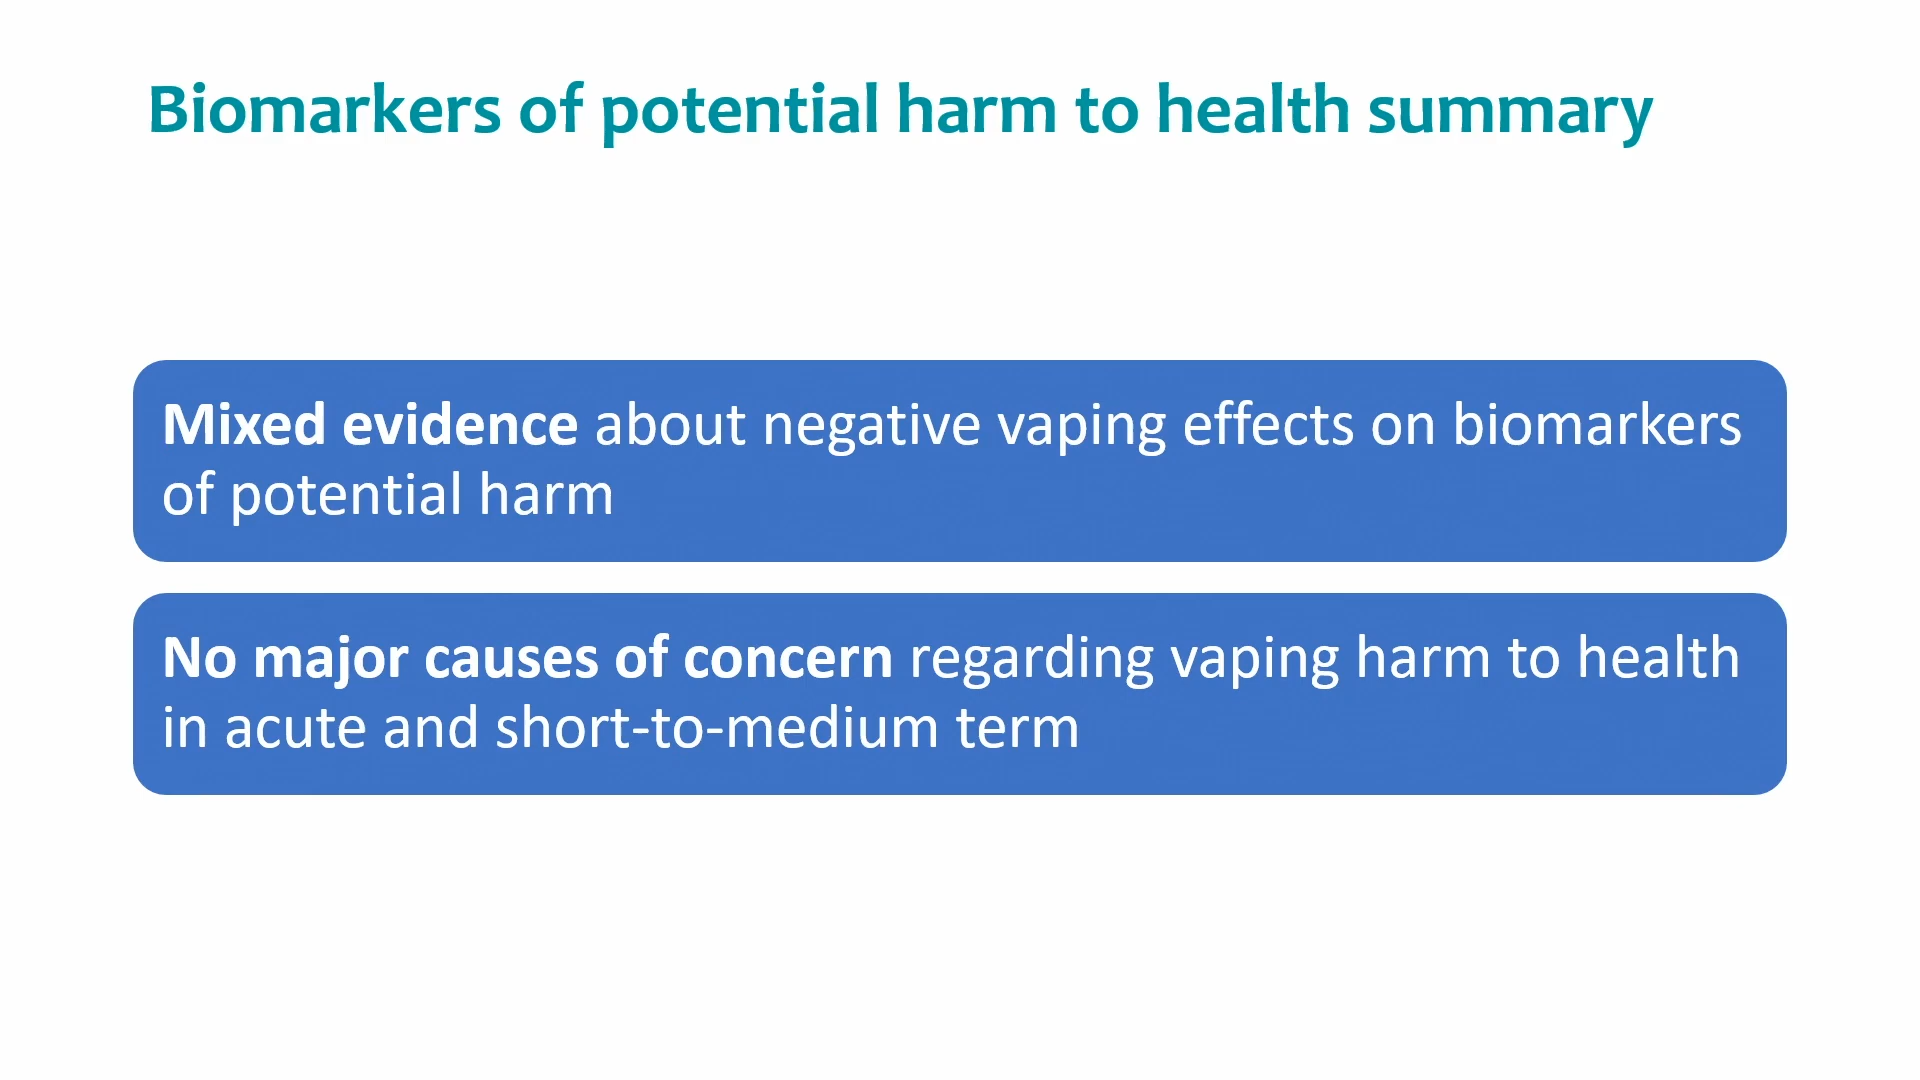 Biomarkers of potential harm to health summary
Mixed evidence about negative vaping effects on biomarkers
of potential harm
No major causes of concern regarding vaping harm to health
in acute and short-to-medium term